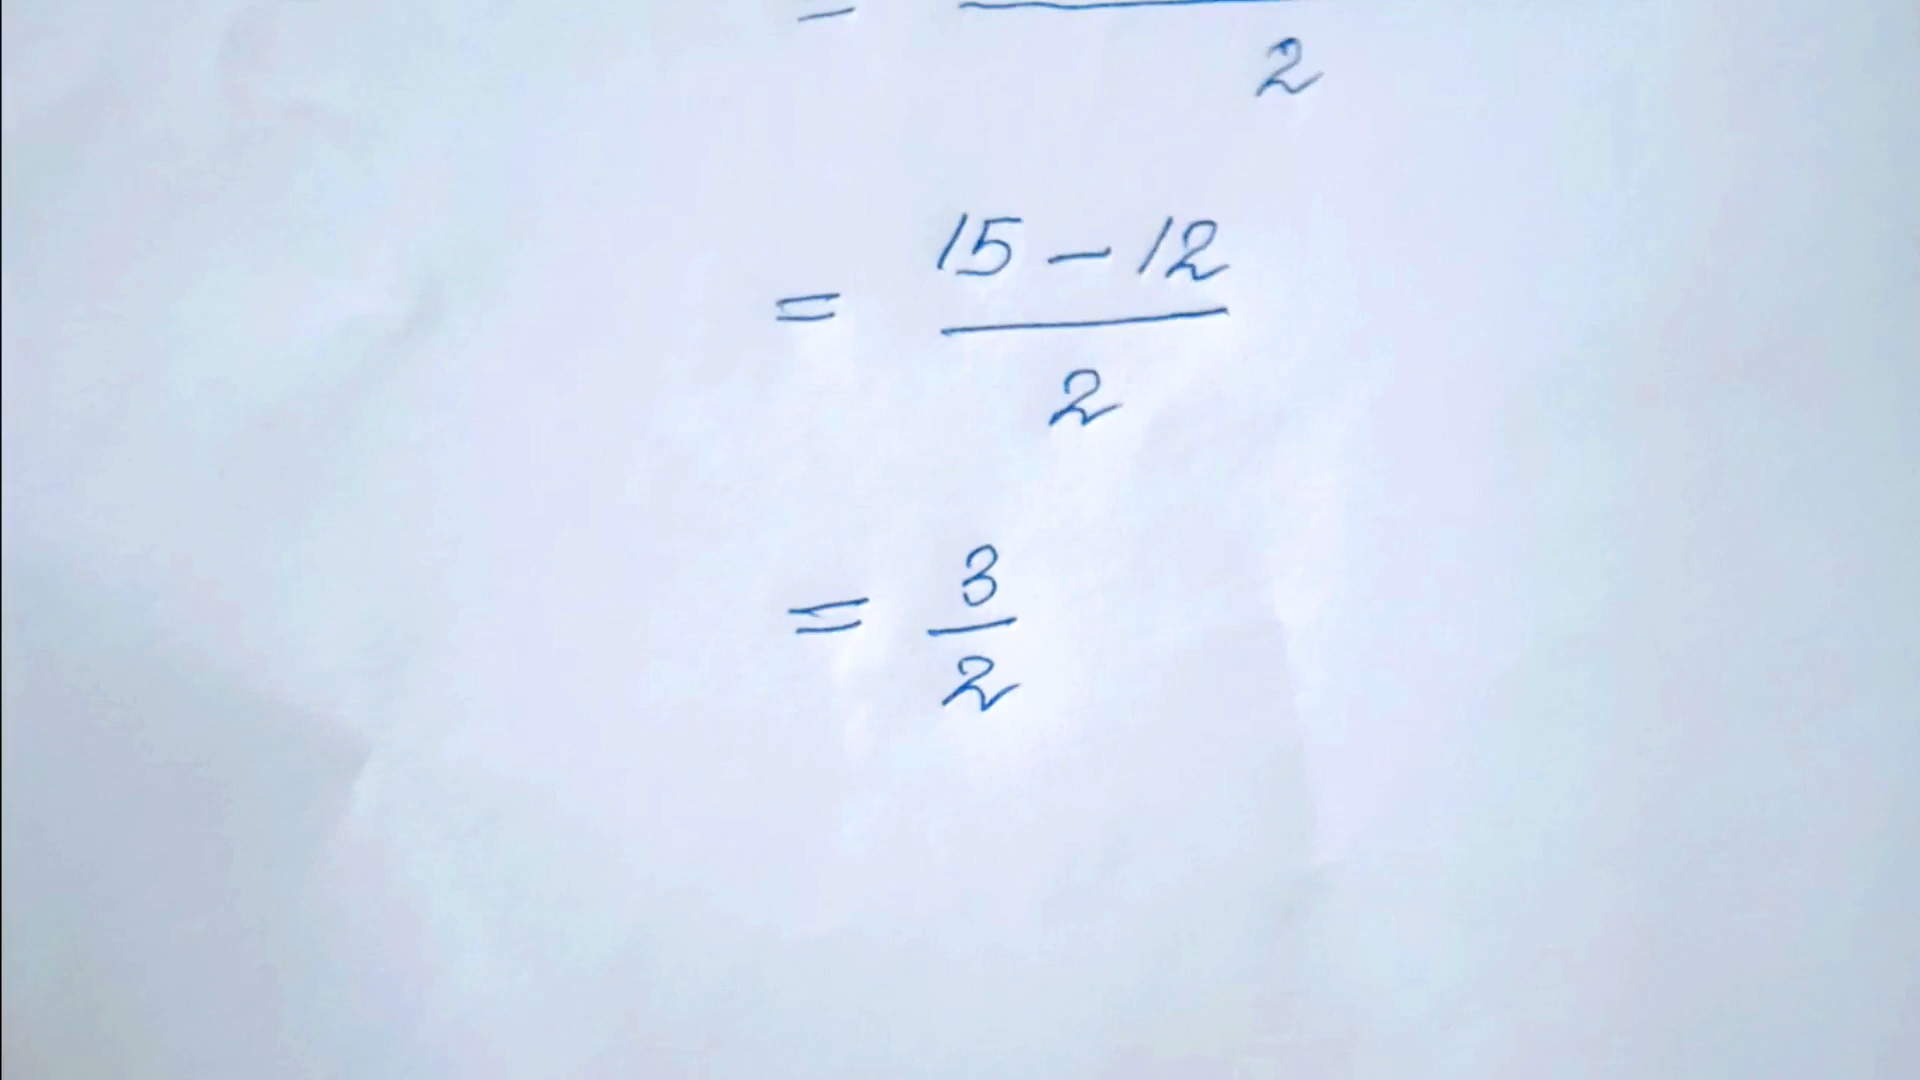 = ‾ 2
= (15 - 12) / 2
= 3 / 2